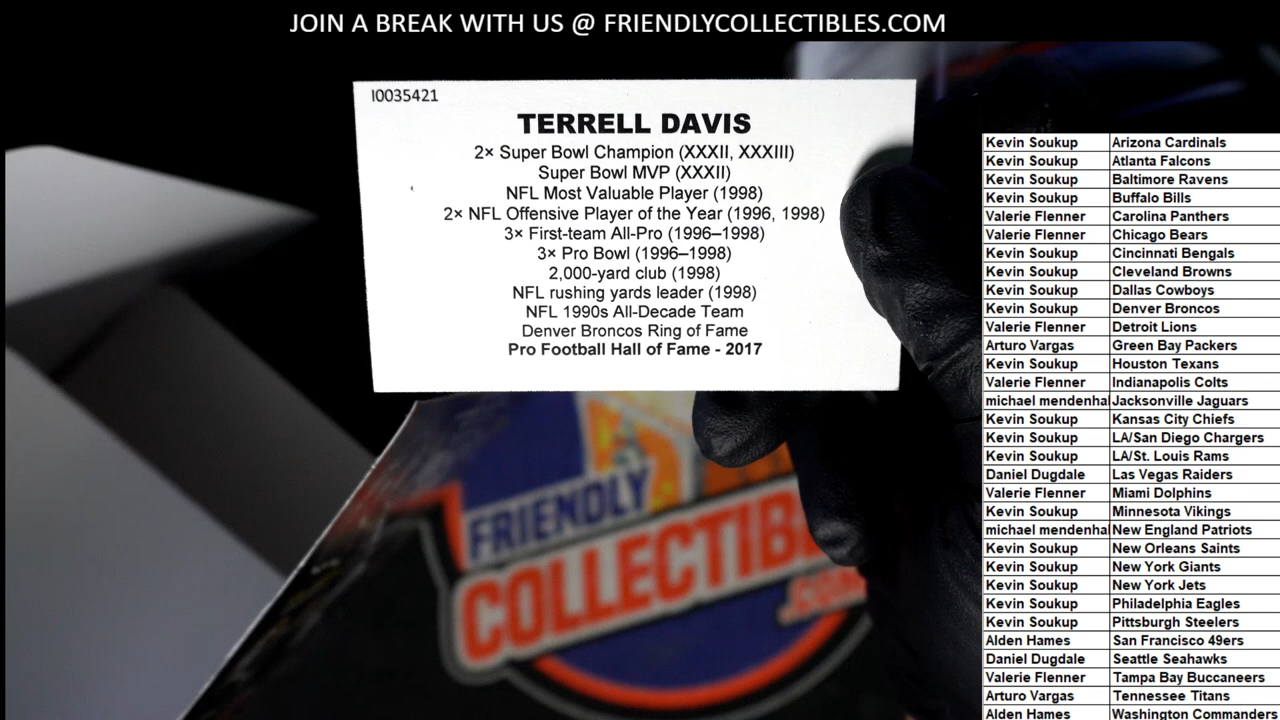 JOIN A BREAK WITH US @ FRIENDLYCOLLECTIBLES.COM
I0035421
TERRELL DAVIS
2× Super Bowl Champion (XXXII, XXXIII)
Super Bowl MVP (XXXII)
NFL Most Valuable Player (1998)
2× NFL Offensive Player of the Year (1996, 1998)
3× First-team All-Pro (1996–1998)
3× Pro Bowl (1996–1998)
2,000-yard club (1998)
NFL rushing yards leader (1998)
NFL 1990s All-Decade Team
Denver Broncos Ring of Fame
Pro Football Hall of Fame - 2017
FRIENDLY
COLLECTIB
.COM
Kevin Soukup Arizona Cardinals
Kevin Soukup Atlanta Falcons
Kevin Soukup Baltimore Ravens
Kevin Soukup Buffalo Bills
Valerie Flenner Carolina Panthers
Valerie Flenner Chicago Bears
Kevin Soukup Cincinnati Bengals
Kevin Soukup Cleveland Browns
Kevin Soukup Dallas Cowboys
Kevin Soukup Denver Broncos
Valerie Flenner Detroit Lions
Arturo Vargas Green Bay Packers
Kevin Soukup Houston Texans
Valerie Flenner Indianapolis Colts
michael mendenhal Jacksonville Jaguars
Kevin Soukup Kansas City Chiefs
Kevin Soukup LA/San Diego Chargers
Kevin Soukup LA/St. Louis Rams
Daniel Dugdale Las Vegas Raiders
Valerie Flenner Miami Dolphins
Kevin Soukup Minnesota Vikings
michael mendenhal New England Patriots
Kevin Soukup New Orleans Saints
Kevin Soukup New York Giants
Kevin Soukup New York Jets
Kevin Soukup Philadelphia Eagles
Kevin Soukup Pittsburgh Steelers
Alden Hames San Francisco 49ers
Daniel Dugdale Seattle Seahawks
Valerie Flenner Tampa Bay Buccaneers
Arturo Vargas Tennessee Titans
Alden Hames Washington Commanders